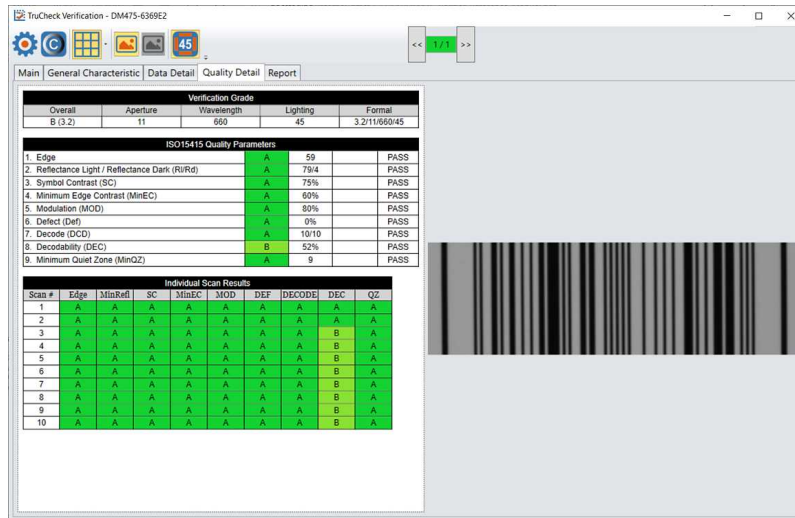 TruCheck Verification - DM475-6369E2
45
<< 1/1 >>
Main General Characteristic Data Detail Quality Detail Report
Verification Grade
Overall Aperture Wavelength Lighting Formal
B (3.2) 11 660 45 3.2/11/660/45
ISO15415 Quality Parameters
1. Edge A 59 PASS
2. Reflectance Light / Reflectance Dark (Rl/Rd) A 79/4 PASS
3. Symbol Contrast (SC) A 75% PASS
4. Minimum Edge Contrast (MinEC) A 60% PASS
5. Modulation (MOD) A 80% PASS
6. Defect (Def) A 0% PASS
7. Decode (DCD) A 10/10 PASS
8. Decodability (DEC) B 52% PASS
9. Minimum Quiet Zone (MinQZ) A 9 PASS
Individual Scan Results
Scan # Edge MinRefl SC MinEC MOD DEF DECODE DEC QZ
1 A A A A A A A A A
2 A A A A A A A A A
3 A A A A A A A B A
4 A A A A A A A B A
5 A A A A A A A B A
6 A A A A A A A B A
7 A A A A A A A B A
8 A A A A A A A B A
9 A A A A A A A B A
10 A A A A A A A B A